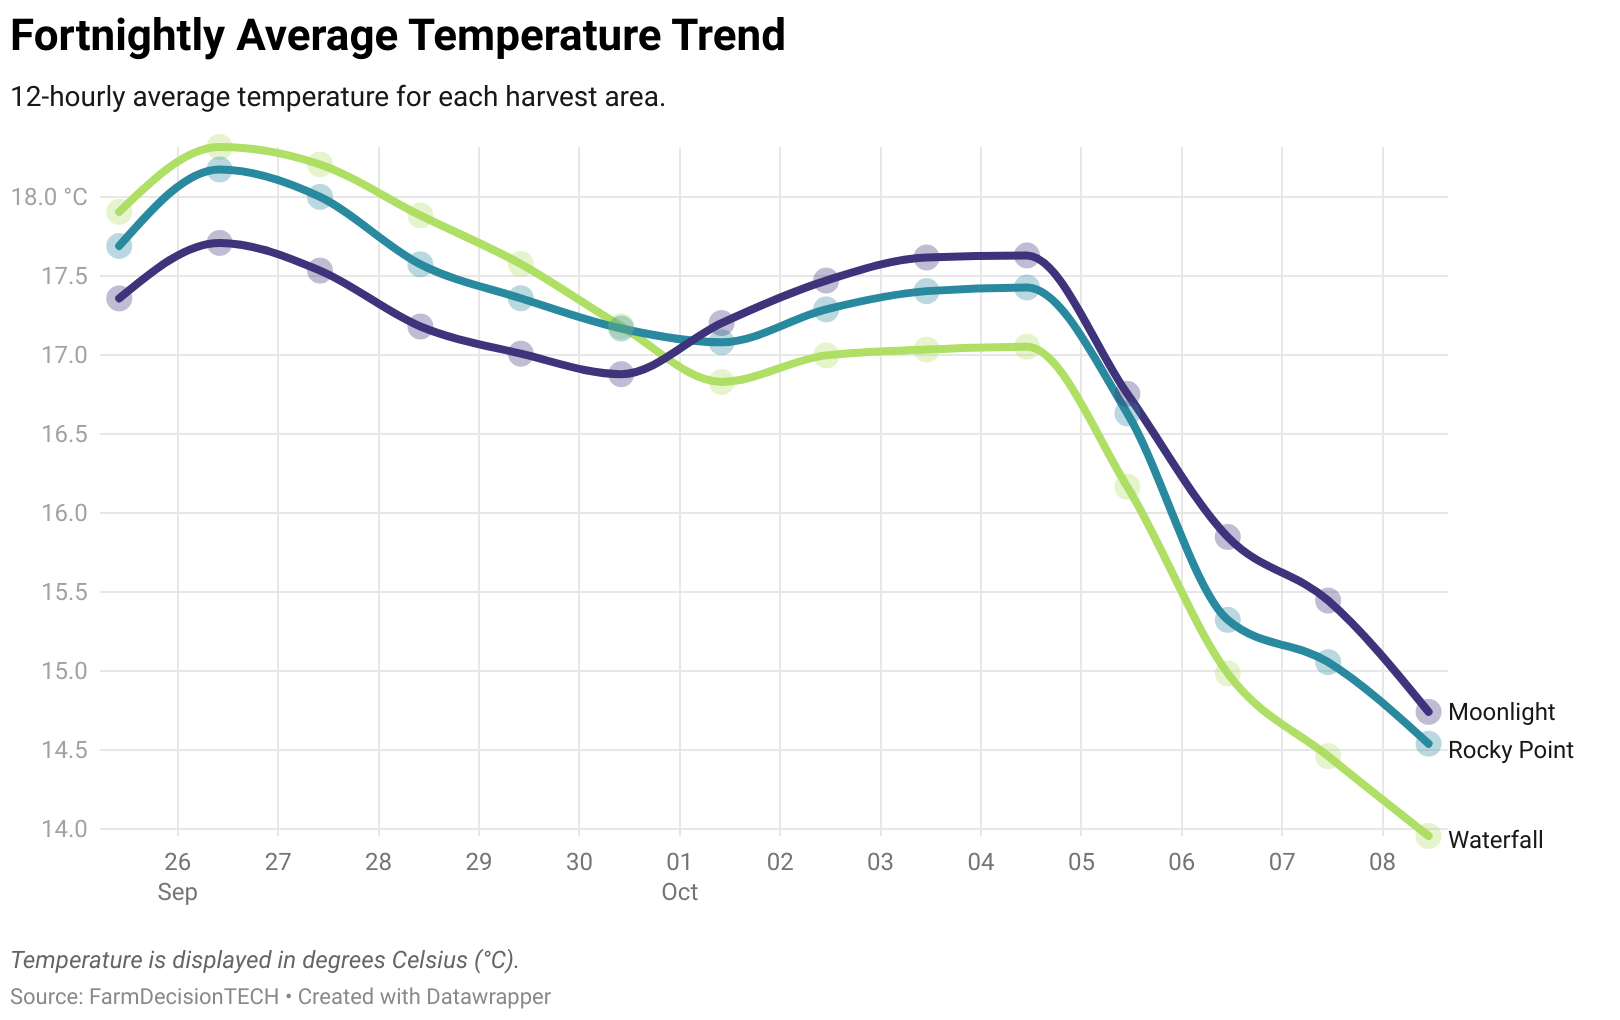 Fortnightly Average Temperature Trend
12-hourly average temperature for each harvest area.
18.0 °C
17.5
17.0
16.5
16.0
15.5
15.0
14.5
14.0
Moonlight
Rocky Point
Waterfall
26 27 28 29 30 01 02 03 04 05 06 07 08
Sep Oct
Temperature is displayed in degrees Celsius (°C).
Source: FarmDecisionTECH • Created with Datawrapper